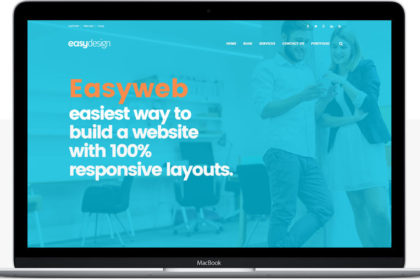 easydesign
HOME
BLOG
SERVICES
CONTACT US
PORTFOLIO
Easyweb
easiest way to
build a website
with 100%
responsive layouts.
MacBook